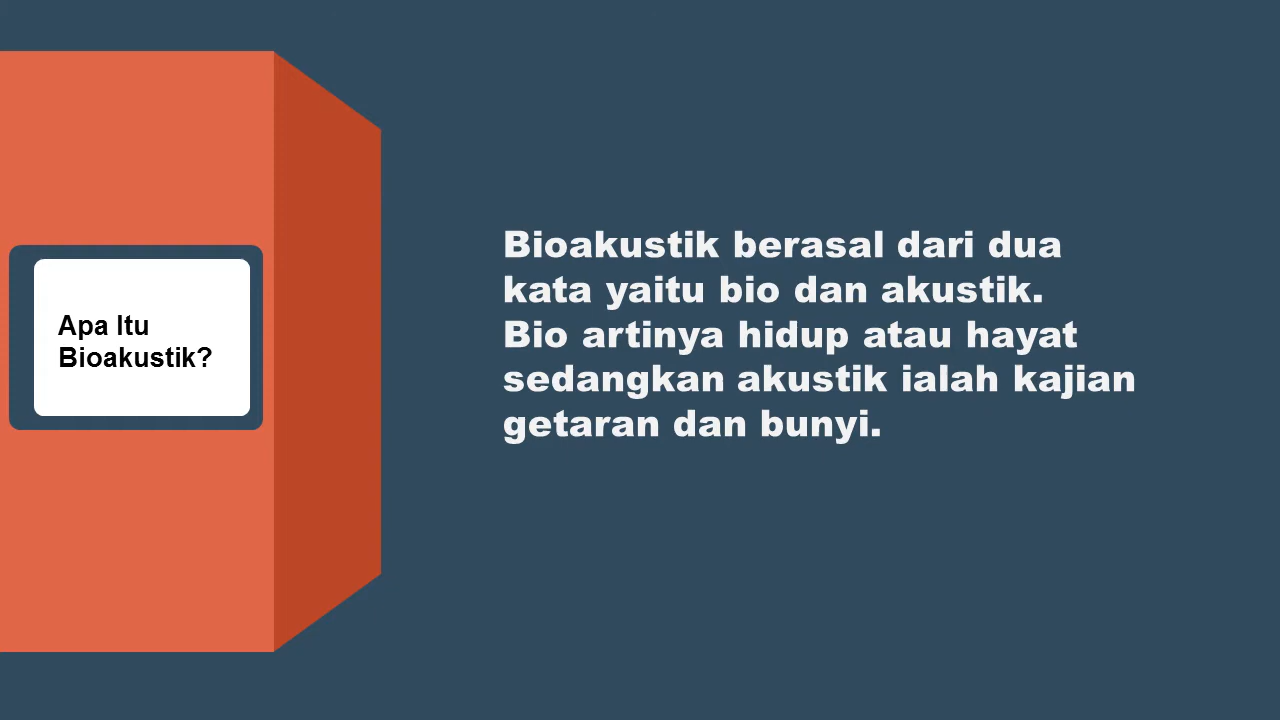 Apa Itu
Bioakustik?
Bioakustik berasal dari dua
kata yaitu bio dan akustik.
Bio artinya hidup atau hayat
sedangkan akustik ialah kajian
getaran dan bunyi.